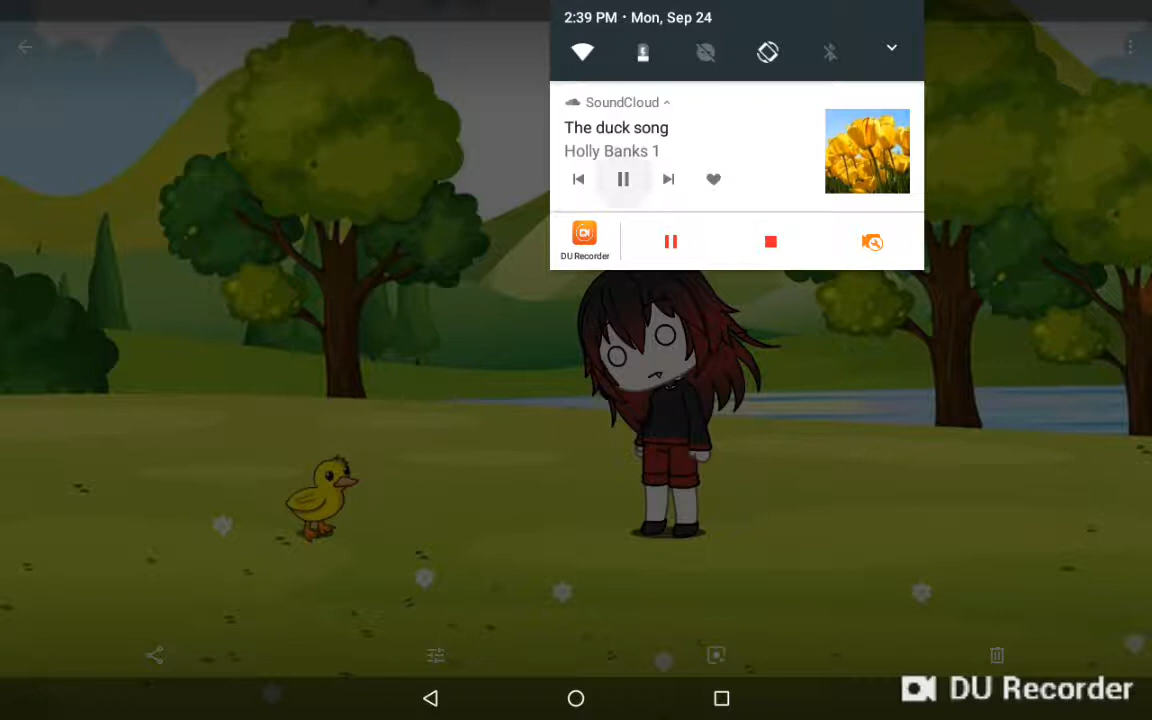 2:39 PM • Mon, Sep 24
SoundCloud
The duck song
Holly Banks 1
DU Recorder
DU Recorder